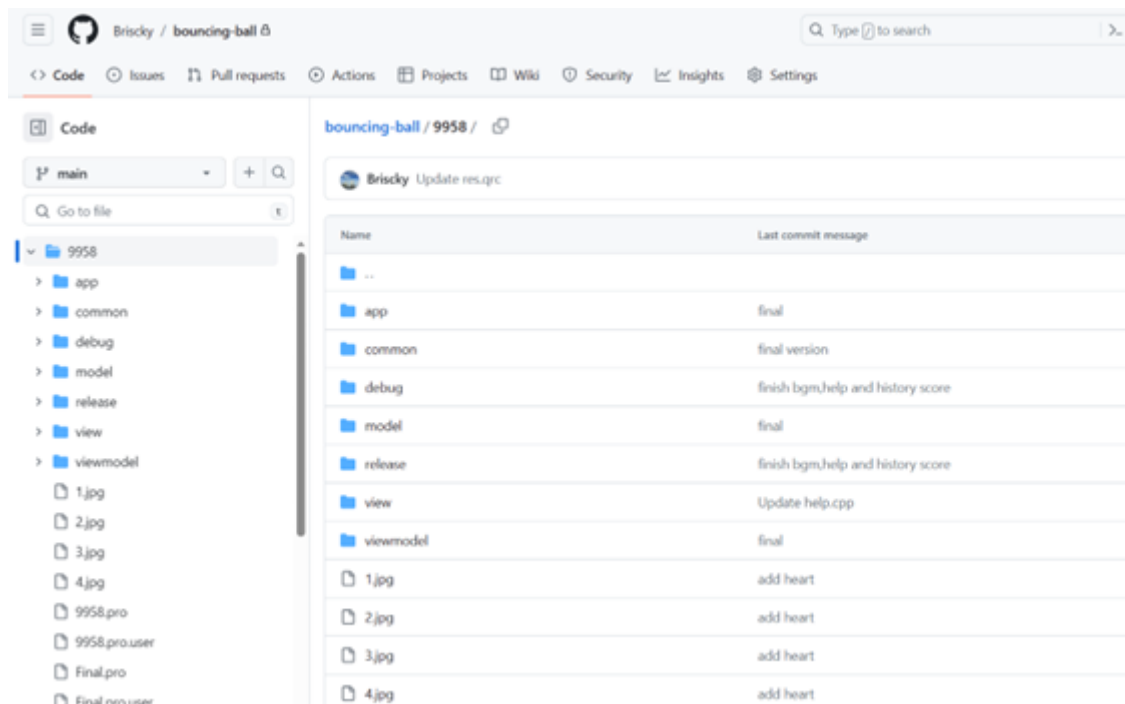 Briscky / bouncing-ball
Type / to search
Code Issues Pull requests Actions Projects Wiki Security Insights Settings
Code
main
Go to file
t
9958
app
common
debug
model
release
view
viewmodel
1.jpg
2.jpg
3.jpg
4.jpg
9958.pro
9958.pro.user
Final.pro
Final.pro.user
bouncing-ball / 9958 /
Briscky Update res.qrc
Name Last commit message
..
app final
common final version
debug finish bgm,help and history score
model final
release finish bgm,help and history score
view Update help.cpp
viewmodel final
1.jpg add heart
2.jpg add heart
3.jpg add heart
4.jpg add heart